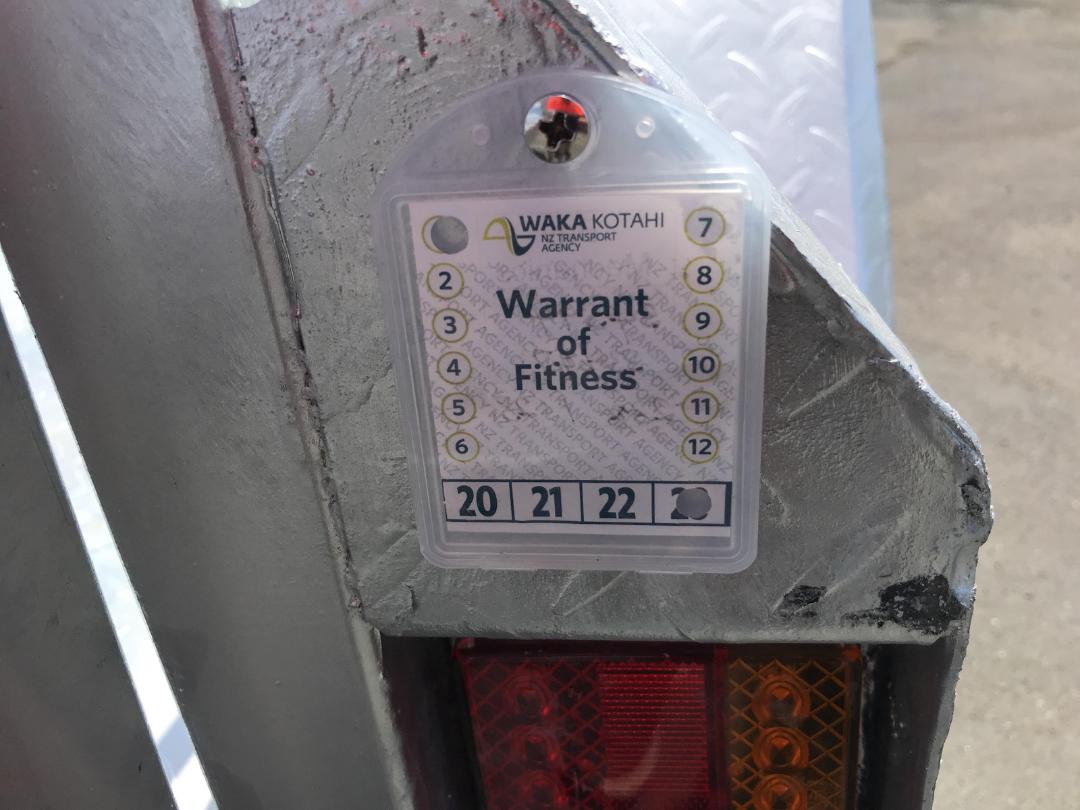 WAKA KOTAHI
NZ TRANSPORT
AGENCY
7
2
8
Warrant
3
9
of
4
10
Fitness
5
11
6
12
20 21 22